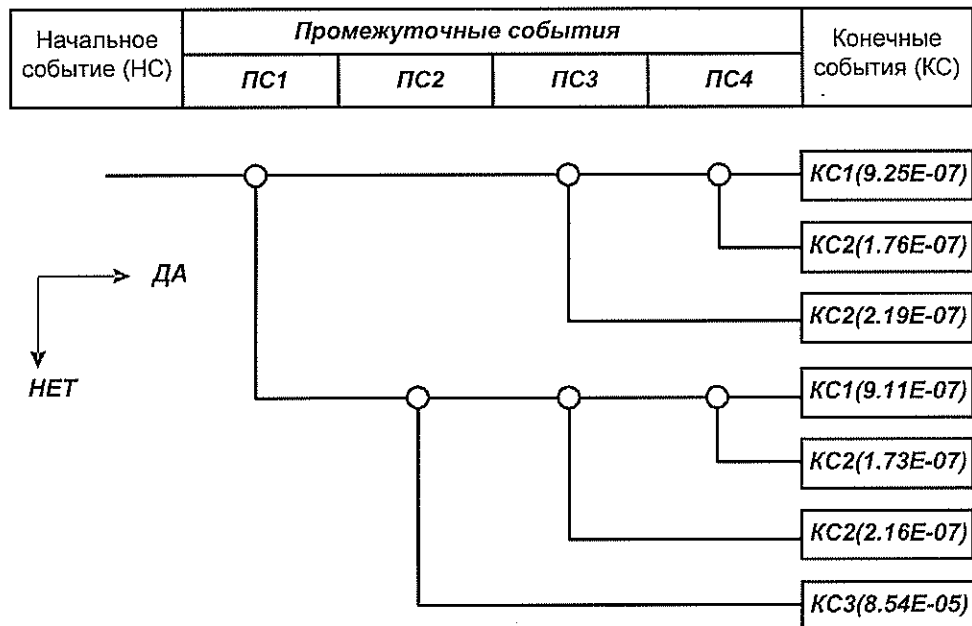 Начальное
событие (НС)
Промежуточные события
ПС1 ПС2 ПС3 ПС4
Конечные
события (КС)
КС1(9.25E-07)
КС2(1.76E-07)
ДА
КС2(2.19E-07)
НЕТ
КС1(9.11E-07)
КС2(1.73E-07)
КС2(2.16E-07)
КС3(8.54E-05)